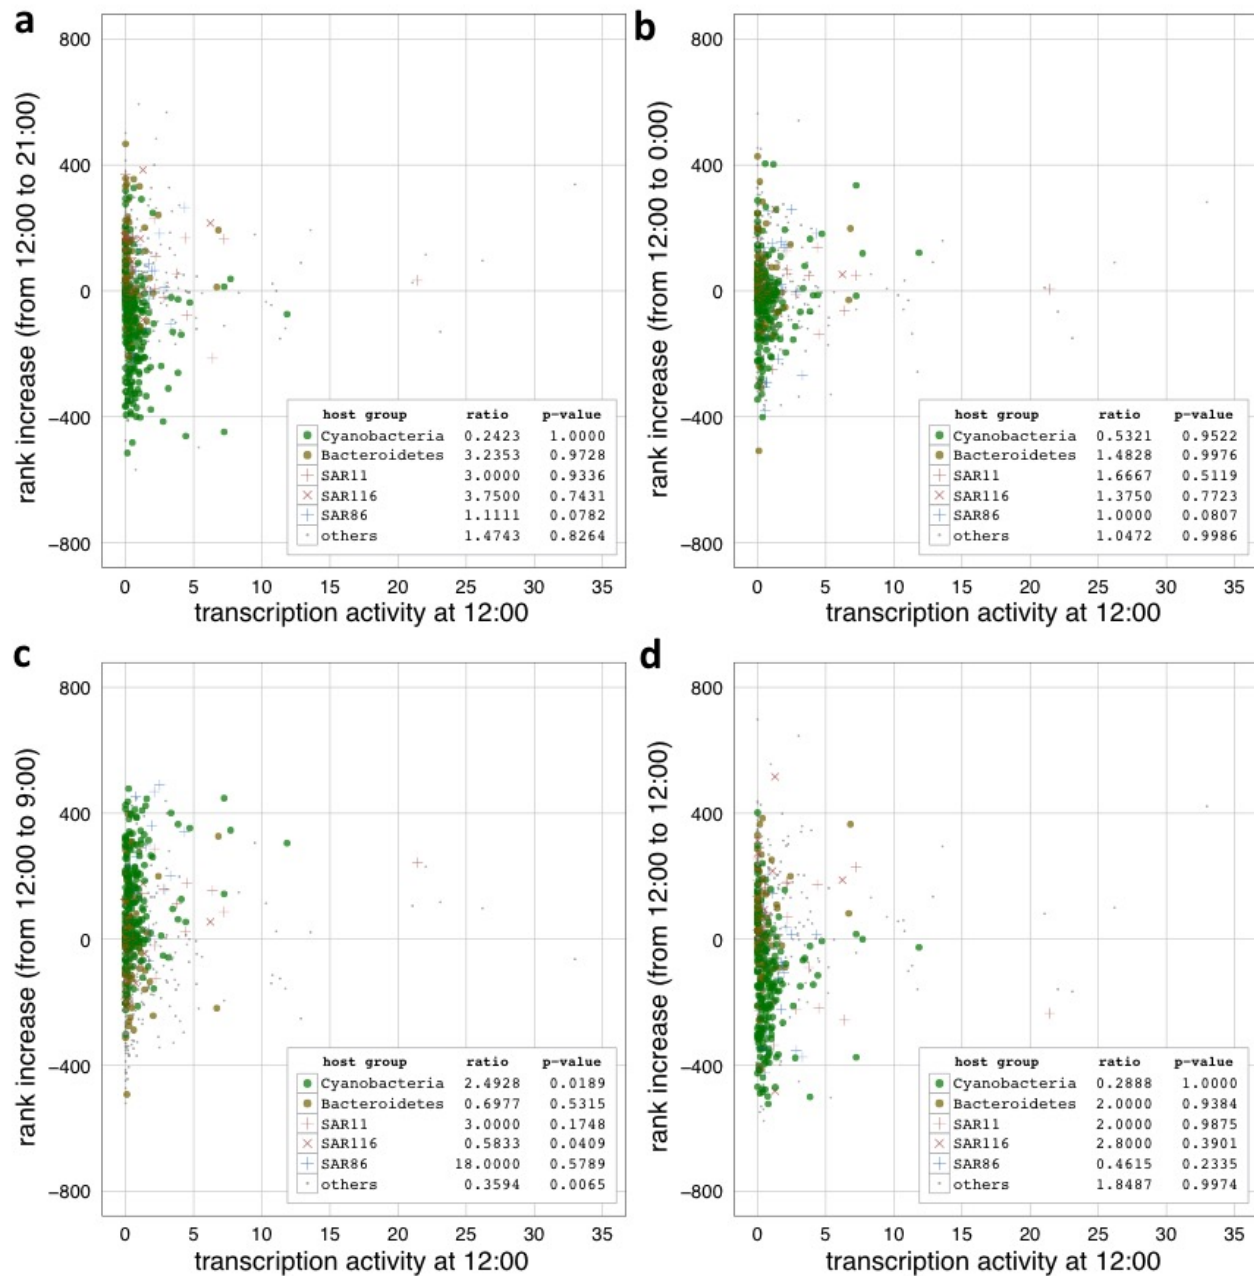 a
rank increase (from 12:00 to 21:00)
800
400
0
−400
−800
host group ratio p-value
Cyanobacteria 0.2423 1.0000
Bacteroidetes 3.2353 0.9728
SAR11 3.0000 0.9336
SAR116 3.7500 0.7431
SAR86 1.1111 0.0782
others 1.4743 0.8264
0 5 10 15 20 25 30 35
transcription activity at 12:00
b
rank increase (from 12:00 to 0:00)
800
400
0
−400
−800
host group ratio p-value
Cyanobacteria 0.5321 0.9522
Bacteroidetes 1.4828 0.9976
SAR11 1.6667 0.5119
SAR116 1.3750 0.7723
SAR86 1.0000 0.0807
others 1.0472 0.9986
0 5 10 15 20 25 30 35
transcription activity at 12:00
c
rank increase (from 12:00 to 9:00)
800
400
0
−400
−800
host group ratio p-value
Cyanobacteria 2.4928 0.0189
Bacteroidetes 0.6977 0.5315
SAR11 3.0000 0.1748
SAR116 0.5833 0.0409
SAR86 18.0000 0.5789
others 0.3594 0.0065
0 5 10 15 20 25 30 35
transcription activity at 12:00
d
rank increase (from 12:00 to 12:00)
800
400
0
−400
−800
host group ratio p-value
Cyanobacteria 0.2888 1.0000
Bacteroidetes 2.0000 0.9384
SAR11 2.0000 0.9875
SAR116 2.8000 0.3901
SAR86 0.4615 0.2335
others 1.8487 0.9974
0 5 10 15 20 25 30 35
transcription activity at 12:00